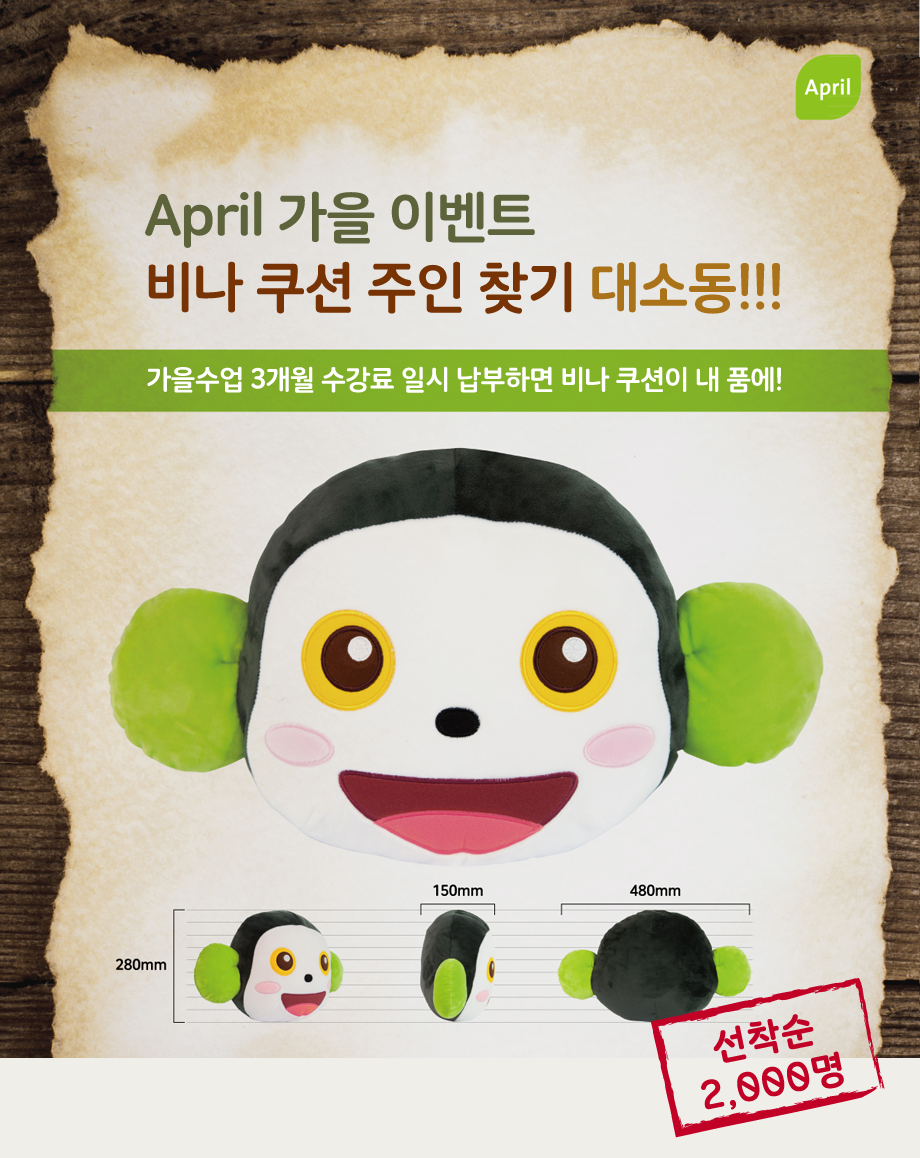 April
April 가을 이벤트
비나 쿠션 주인 찾기 대소동!!!
가을수업 3개월 수강료 일시 납부하면 비나 쿠션이 내 품에!
150mm
480mm
280mm
선착순
2,000명